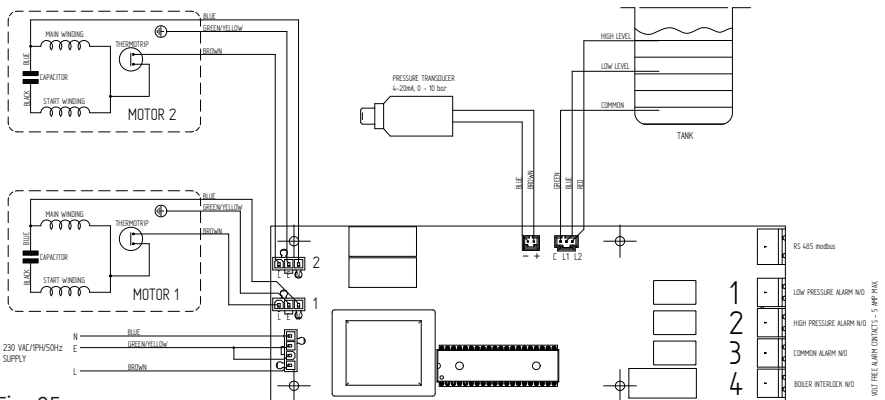 BLUE
GREEN/YELLOW
BROWN
MAIN WINDING
THERMOTRIP
BLUE
CAPACITOR
BLACK
START WINDING
MOTOR 2
PRESSURE TRANSDUCER
4-20mA, 0 - 10 bar
BLUE
BROWN
HIGH LEVEL
LOW LEVEL
COMMON
TANK
GREEN
BLUE
RED
BLUE
GREEN/YELLOW
BROWN
MAIN WINDING
THERMOTRIP
BLUE
CAPACITOR
BLACK
START WINDING
MOTOR 1
L E
2
L E
1
- +
C L1 L2
230 VAC/1PH/50Hz
SUPPLY
N BLUE
E GREEN/YELLOW
L BROWN
RS 485 modbus
1 LOW PRESSURE ALARM N/O
2 HIGH PRESSURE ALARM N/O
3 COMMON ALARM N/O
4 BOILER INTERLOCK N/O
VOLT FREE ALARM CONTACTS - 5 AMP MAX